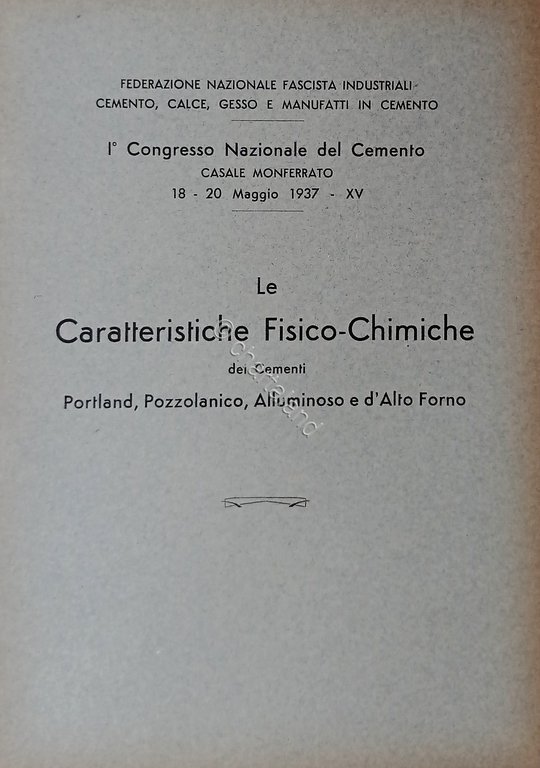 FEDERAZIONE NAZIONALE FASCISTA INDUSTRIALI
CEMENTO, CALCE, GESSO E MANUFATTI IN CEMENTO
I° Congresso Nazionale del Cemento
CASALE MONFERRATO
18 - 20 Maggio 1937 - XV
Le
Caratteristiche Fisico-Chimiche
dei Cementi
Portland, Pozzolanico, Alluminoso e d'Alto Forno